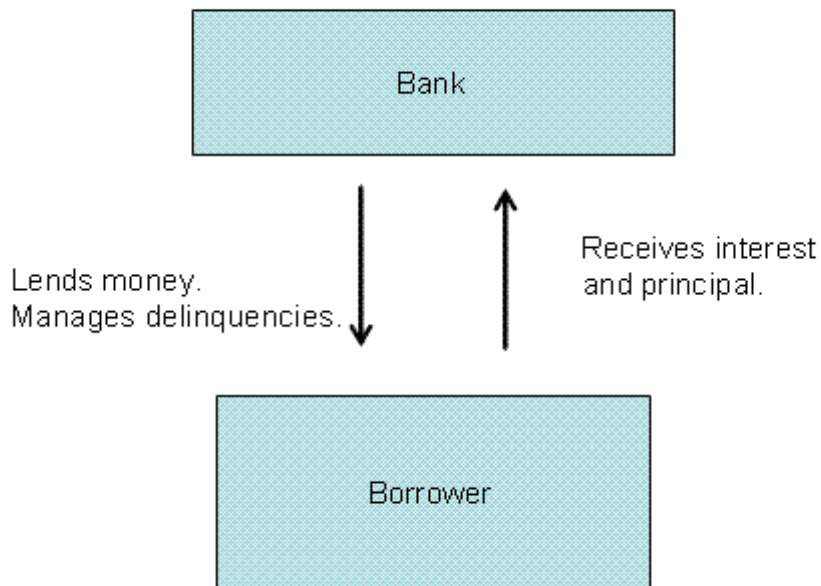 Bank
Lends money.
Manages delinquencies.
Receives interest
and principal.
Borrower